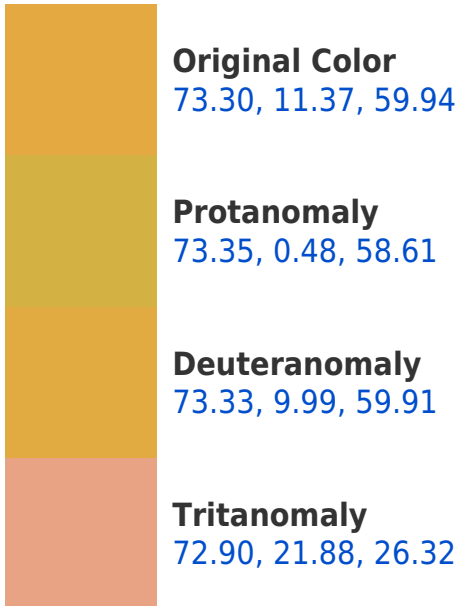 Original Color
73.30, 11.37, 59.94
Protanomaly
73.35, 0.48, 58.61
Deuteranomaly
73.33, 9.99, 59.91
Tritanomaly
72.90, 21.88, 26.32